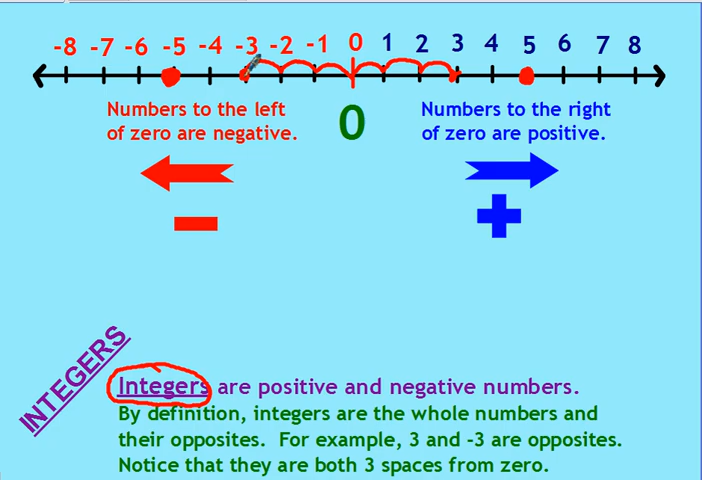 -8 -7 -6 -5 -4 -3 -2 -1 0 1 2 3 4 5 6 7 8
Numbers to the left
of zero are negative.
0
Numbers to the right
of zero are positive.
INTEGERS
Integers are positive and negative numbers.
By definition, integers are the whole numbers and
their opposites. For example, 3 and -3 are opposites.
Notice that they are both 3 spaces from zero.